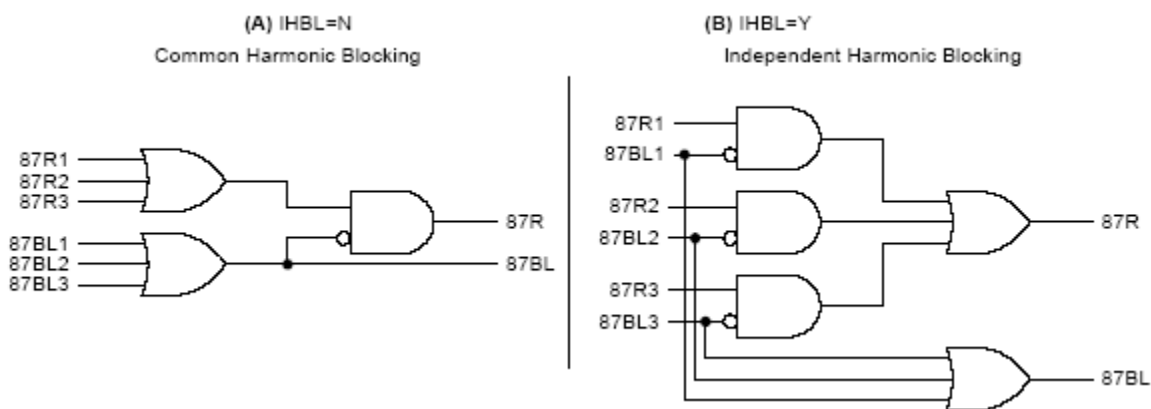 (A) IHBL=N
Common Harmonic Blocking
87R1
87R2
87R3
87BL1
87BL2
87BL3
87R
87BL
(B) IHBL=Y
Independent Harmonic Blocking
87R1
87BL1
87R2
87BL2
87R3
87BL3
87R
87BL